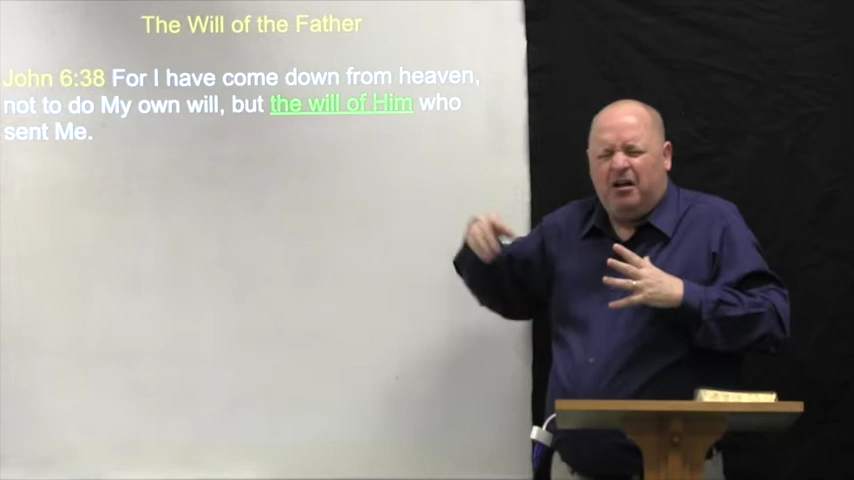 The Will of the Father
John 6:38 For I have come down from heaven,
not to do My own will, but the will of Him who
sent Me.